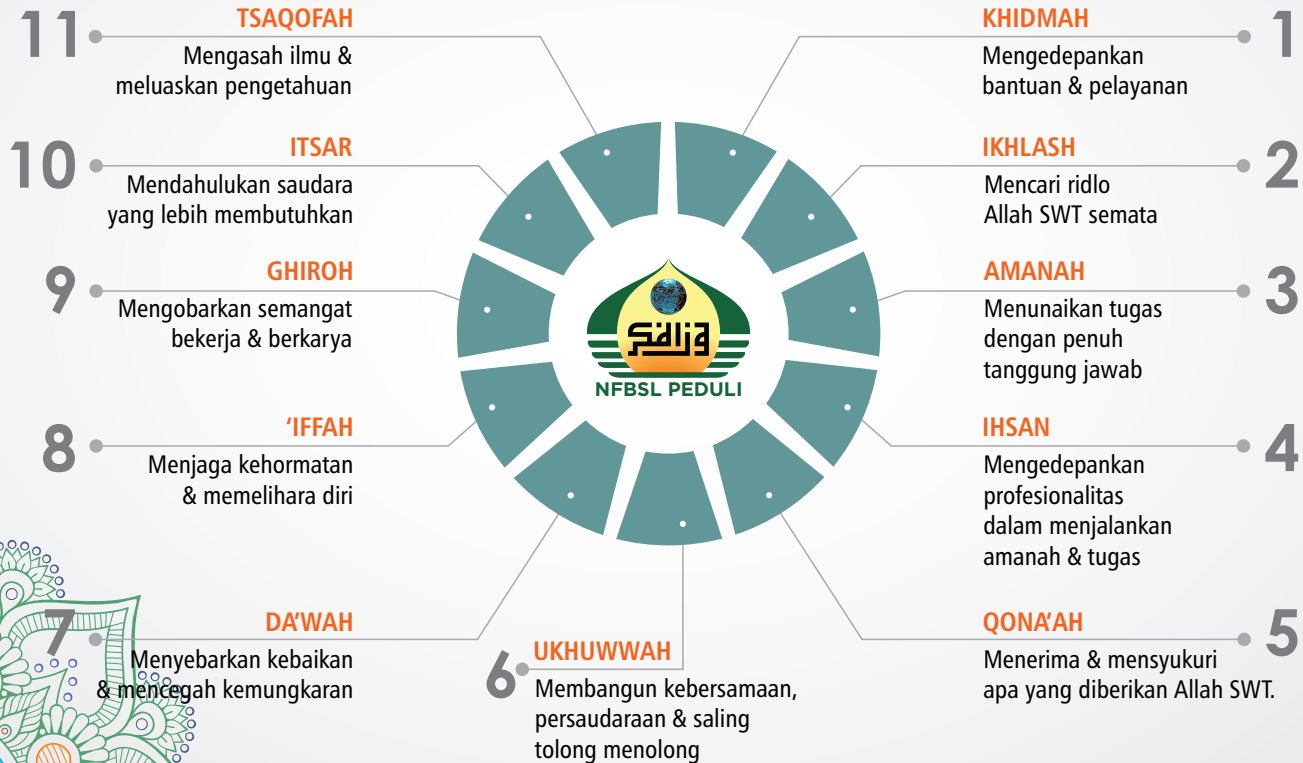 1
KHIDMAH
Mengedepankan
bantuan & pelayanan
2
IKHLASH
Mencari ridlo
Allah SWT semata
3
AMANAH
Menunaikan tugas
dengan penuh
tanggung jawab
4
IHSAN
Mengedepankan
profesionalitas
dalam menjalankan
amanah & tugas
5
QONA’AH
Menerima & mensyukuri
apa yang diberikan Allah SWT.
6
UKHUWWAH
Membangun kebersamaan,
persaudaraan & saling
tolong menolong
7
DA’WAH
Menyebarkan kebaikan
& mencegah kemungkaran
8
‘IFFAH
Menjaga kehormatan
& memelihara diri
9
GHIROH
Mengobarkan semangat
bekerja & berkarya
10
ITSAR
Mendahulukan saudara
yang lebih membutuhkan
11
TSAQOFAH
Mengasah ilmu &
meluaskan pengetahuan
NFBSL PEDULI